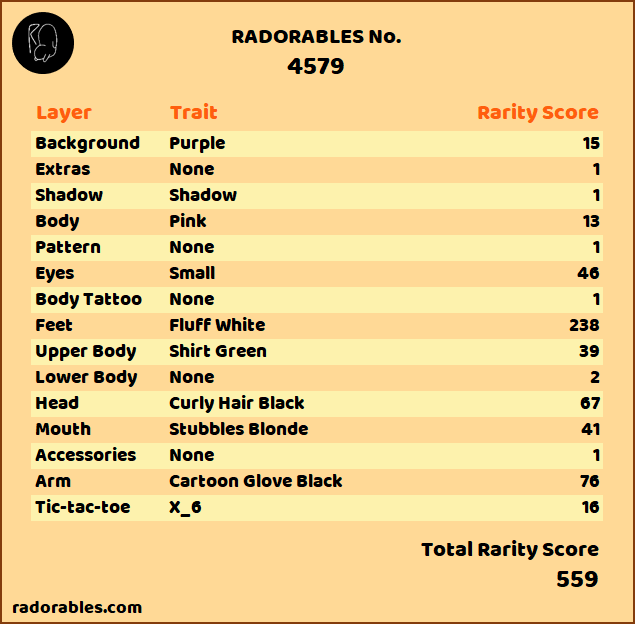 RADORABLES No.
4579
Layer Trait Rarity Score
Background Purple 15
Extras None 1
Shadow Shadow 1
Body Pink 13
Pattern None 1
Eyes Small 46
Body Tattoo None 1
Feet Fluff White 238
Upper Body Shirt Green 39
Lower Body None 2
Head Curly Hair Black 67
Mouth Stubbles Blonde 41
Accessories None 1
Arm Cartoon Glove Black 76
Tic-tac-toe X_6 16
Total Rarity Score
559
radorables.com